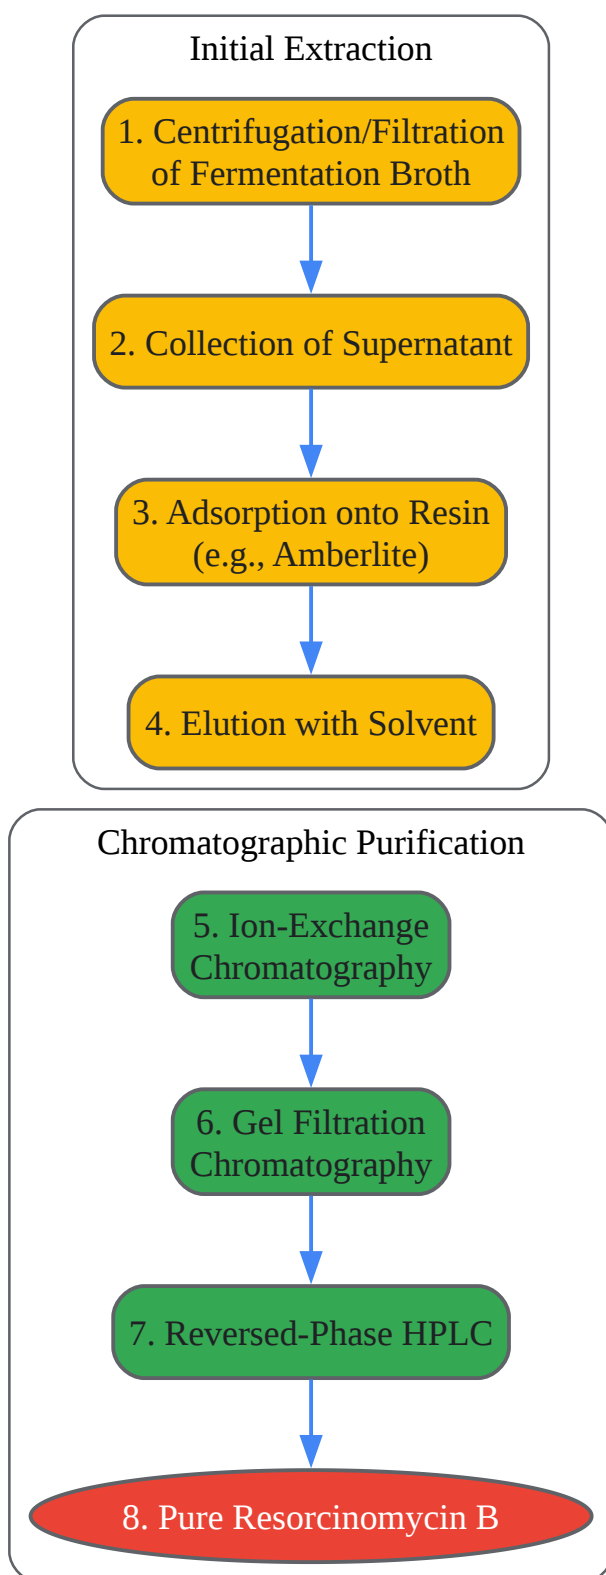 Initial Extraction
1. Centrifugation/Filtration
of Fermentation Broth
2. Collection of Supernatant
3. Adsorption onto Resin
(e.g., Amberlite)
4. Elution with Solvent
Chromatographic Purification
5. Ion-Exchange
Chromatography
6. Gel Filtration
Chromatography
7. Reversed-Phase HPLC
8. Pure Resorcinomycin B